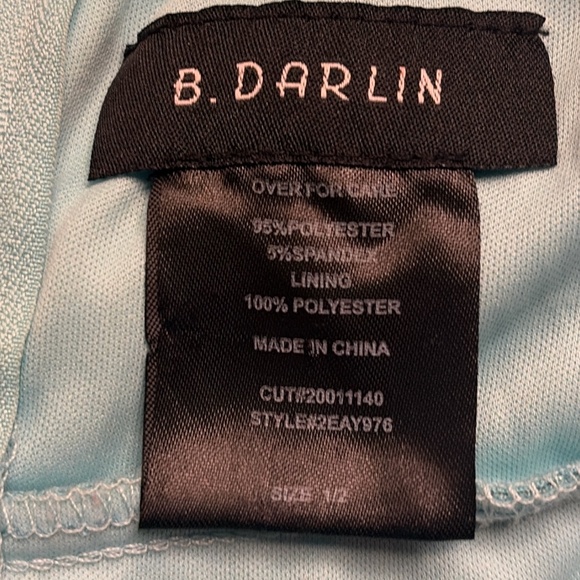 B. DARLIN
OVER FOR CARE
95%POLYESTER
5%SPANDEX
LINING
100% POLYESTER
MADE IN CHINA
CUT#20011140
STYLE#2EAY976
SIZE 1/2